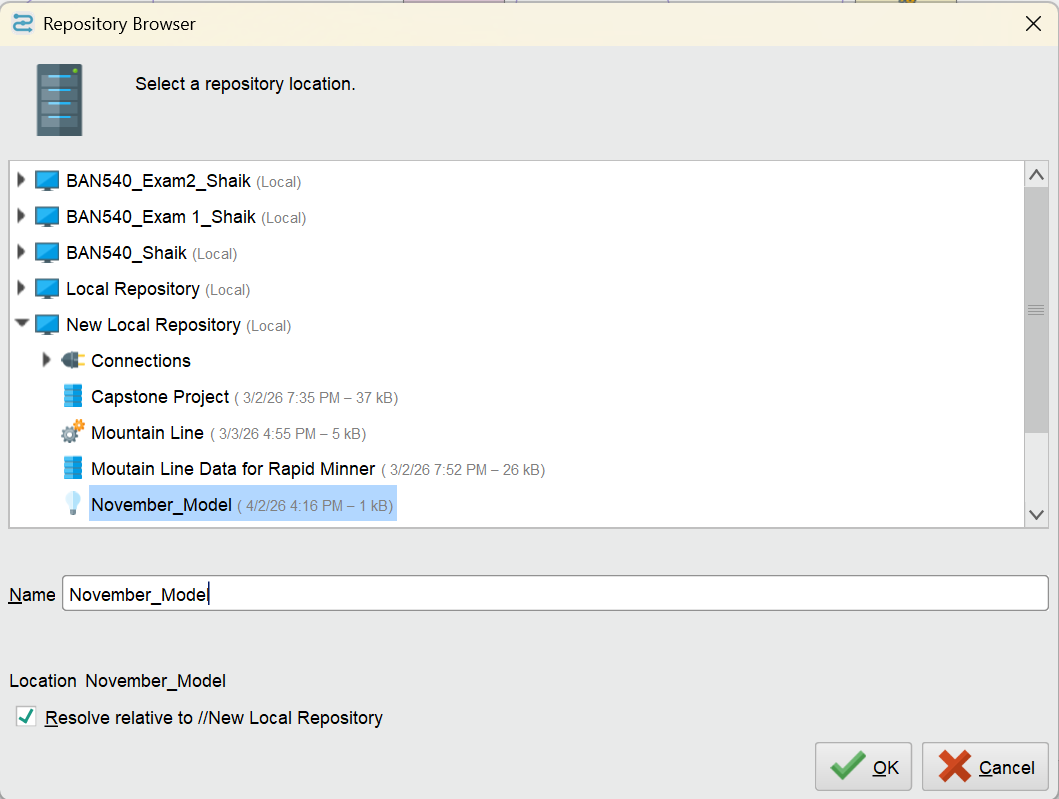 Repository Browser
Select a repository location.
BAN540_Exam2_Shaik (Local)
BAN540_Exam 1_Shaik (Local)
BAN540_Shaik (Local)
Local Repository (Local)
New Local Repository (Local)
Connections
Capstone Project ( 3/2/26 7:35 PM – 37 kB)
Mountain Line ( 3/3/26 4:55 PM – 5 kB)
Moutain Line Data for Rapid Minner ( 3/2/26 7:52 PM – 26 kB)
November_Model ( 4/2/26 4:16 PM – 1 kB)
Name November_Model
Location November_Model
Resolve relative to //New Local Repository
OK Cancel